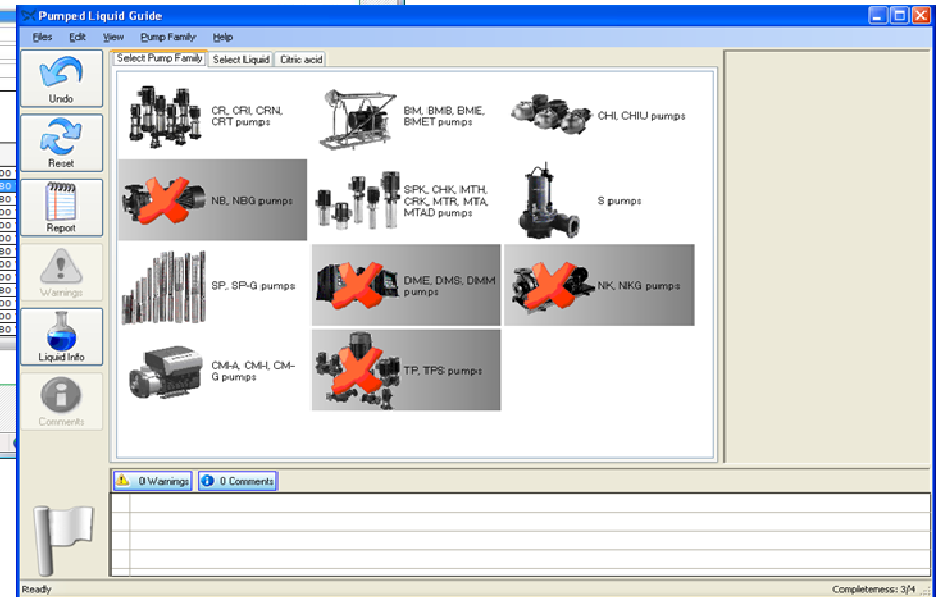 Pumped Liquid Guide
Files Edit View Pump Family Help
Undo
Reset
Report
Warnings
Liquid Info
Comments
Select Pump Family Select Liquid Citric acid
CR, CRI, CRN,
CRT pumps
BM, BMB, BME,
BMET pumps
CHI, CHIU pumps
NB, NBG pumps
SPK, CHK, MTH,
CRK, MTR, MTA,
MTAD pumps
S pumps
SP, SP-G pumps
DME, DMS, DMM
pumps
NK, NKG pumps
CM-A, CM-I, CM-
G pumps
TP, TPS pumps
0 Warnings 0 Comments
Ready
Completeness: 3/4